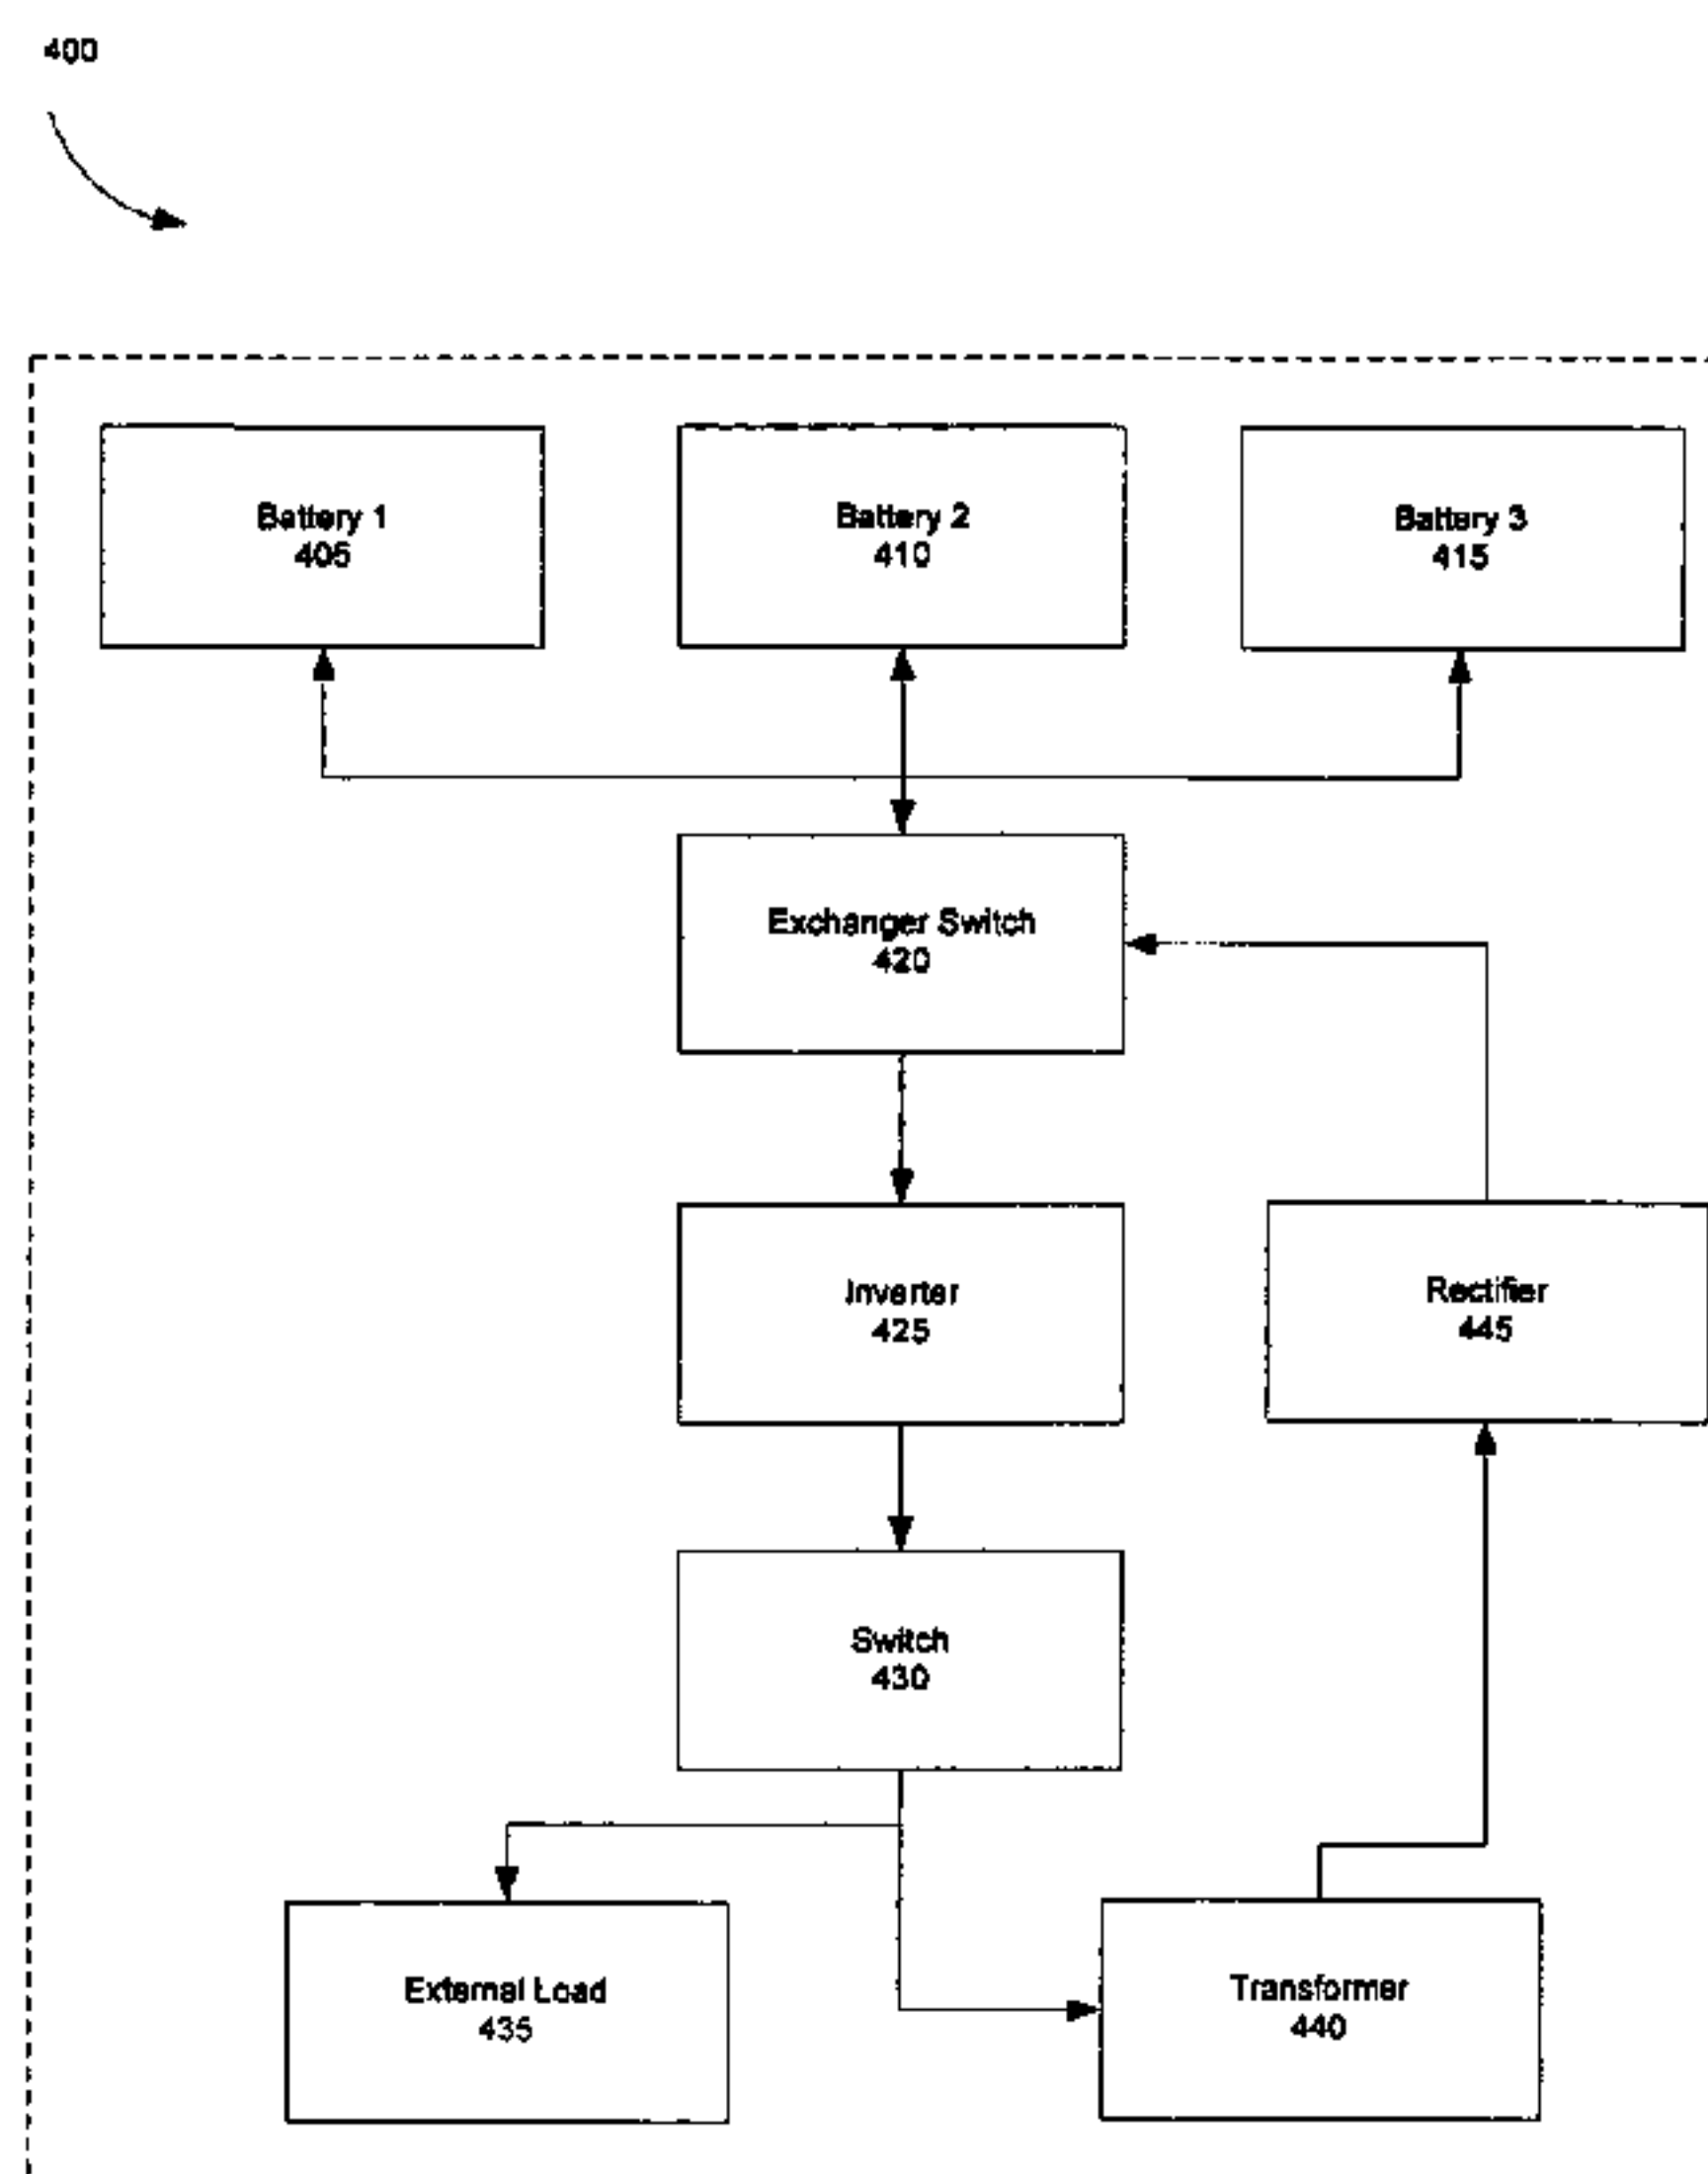 400
Battery 1
405
Battery 2
410
Battery 3
415
Exchanger Switch
420
Inverter
425
Rectifier
445
Switch
430
External Load
435
Transformer
440